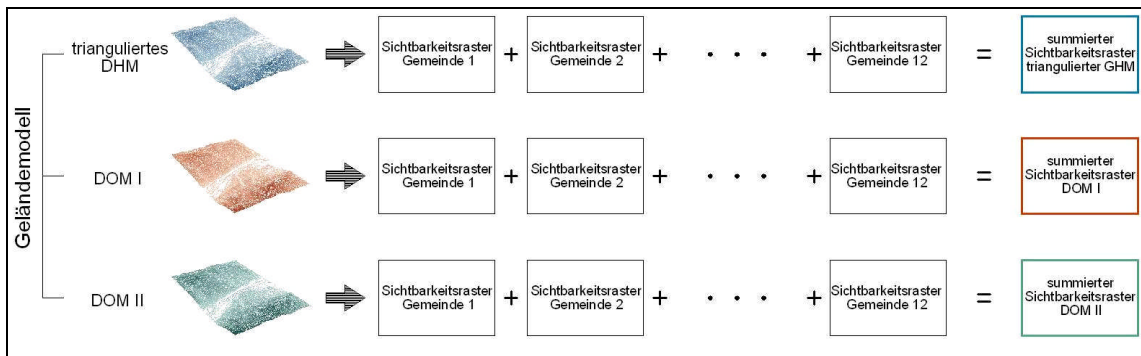 Geländemodell
trianguliertes
DHM
Sichtbarkeitsraster
Gemeinde 1
+
Sichtbarkeitsraster
Gemeinde 2
+
. . .
+
Sichtbarkeitsraster
Gemeinde 12
=
summierter
Sichtbarkeitsraster
triangulierter GHM
DOM I
Sichtbarkeitsraster
Gemeinde 1
+
Sichtbarkeitsraster
Gemeinde 2
+
. . .
+
Sichtbarkeitsraster
Gemeinde 12
=
summierter
Sichtbarkeitsraster
DOM I
DOM II
Sichtbarkeitsraster
Gemeinde 1
+
Sichtbarkeitsraster
Gemeinde 2
+
. . .
+
Sichtbarkeitsraster
Gemeinde 12
=
summierter
Sichtbarkeitsraster
DOM II